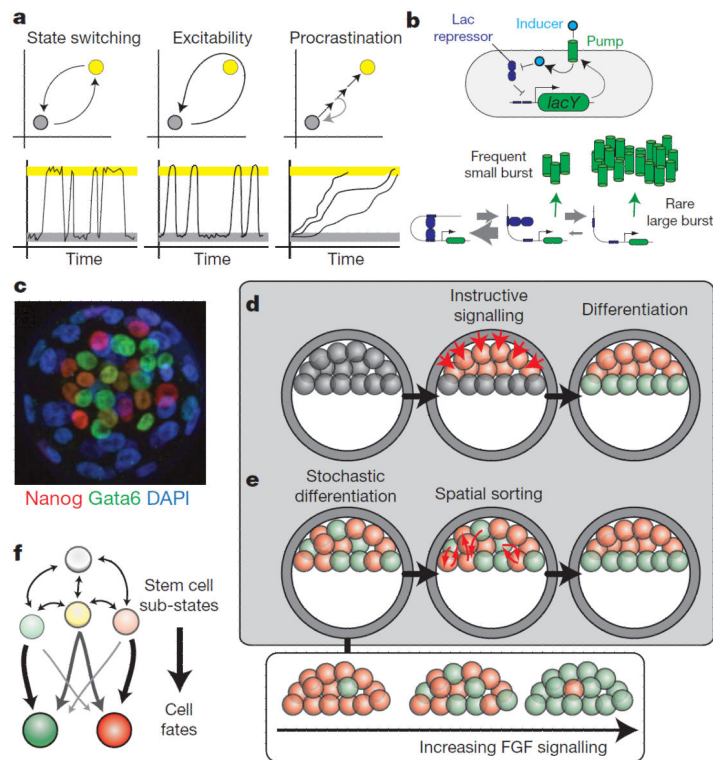 a
State switching
Excitability
Procrastination
Time
Time
Time
b
Inducer
Lac
repressor
Pump
lacY
Frequent
small burst
Rare
large burst
c
Nanog Gata6 DAPI
d
Instructive
signalling
Differentiation
e
Stochastic
differentiation
Spatial sorting
Increasing FGF signalling
f
Stem cell
sub-states
Cell
fates